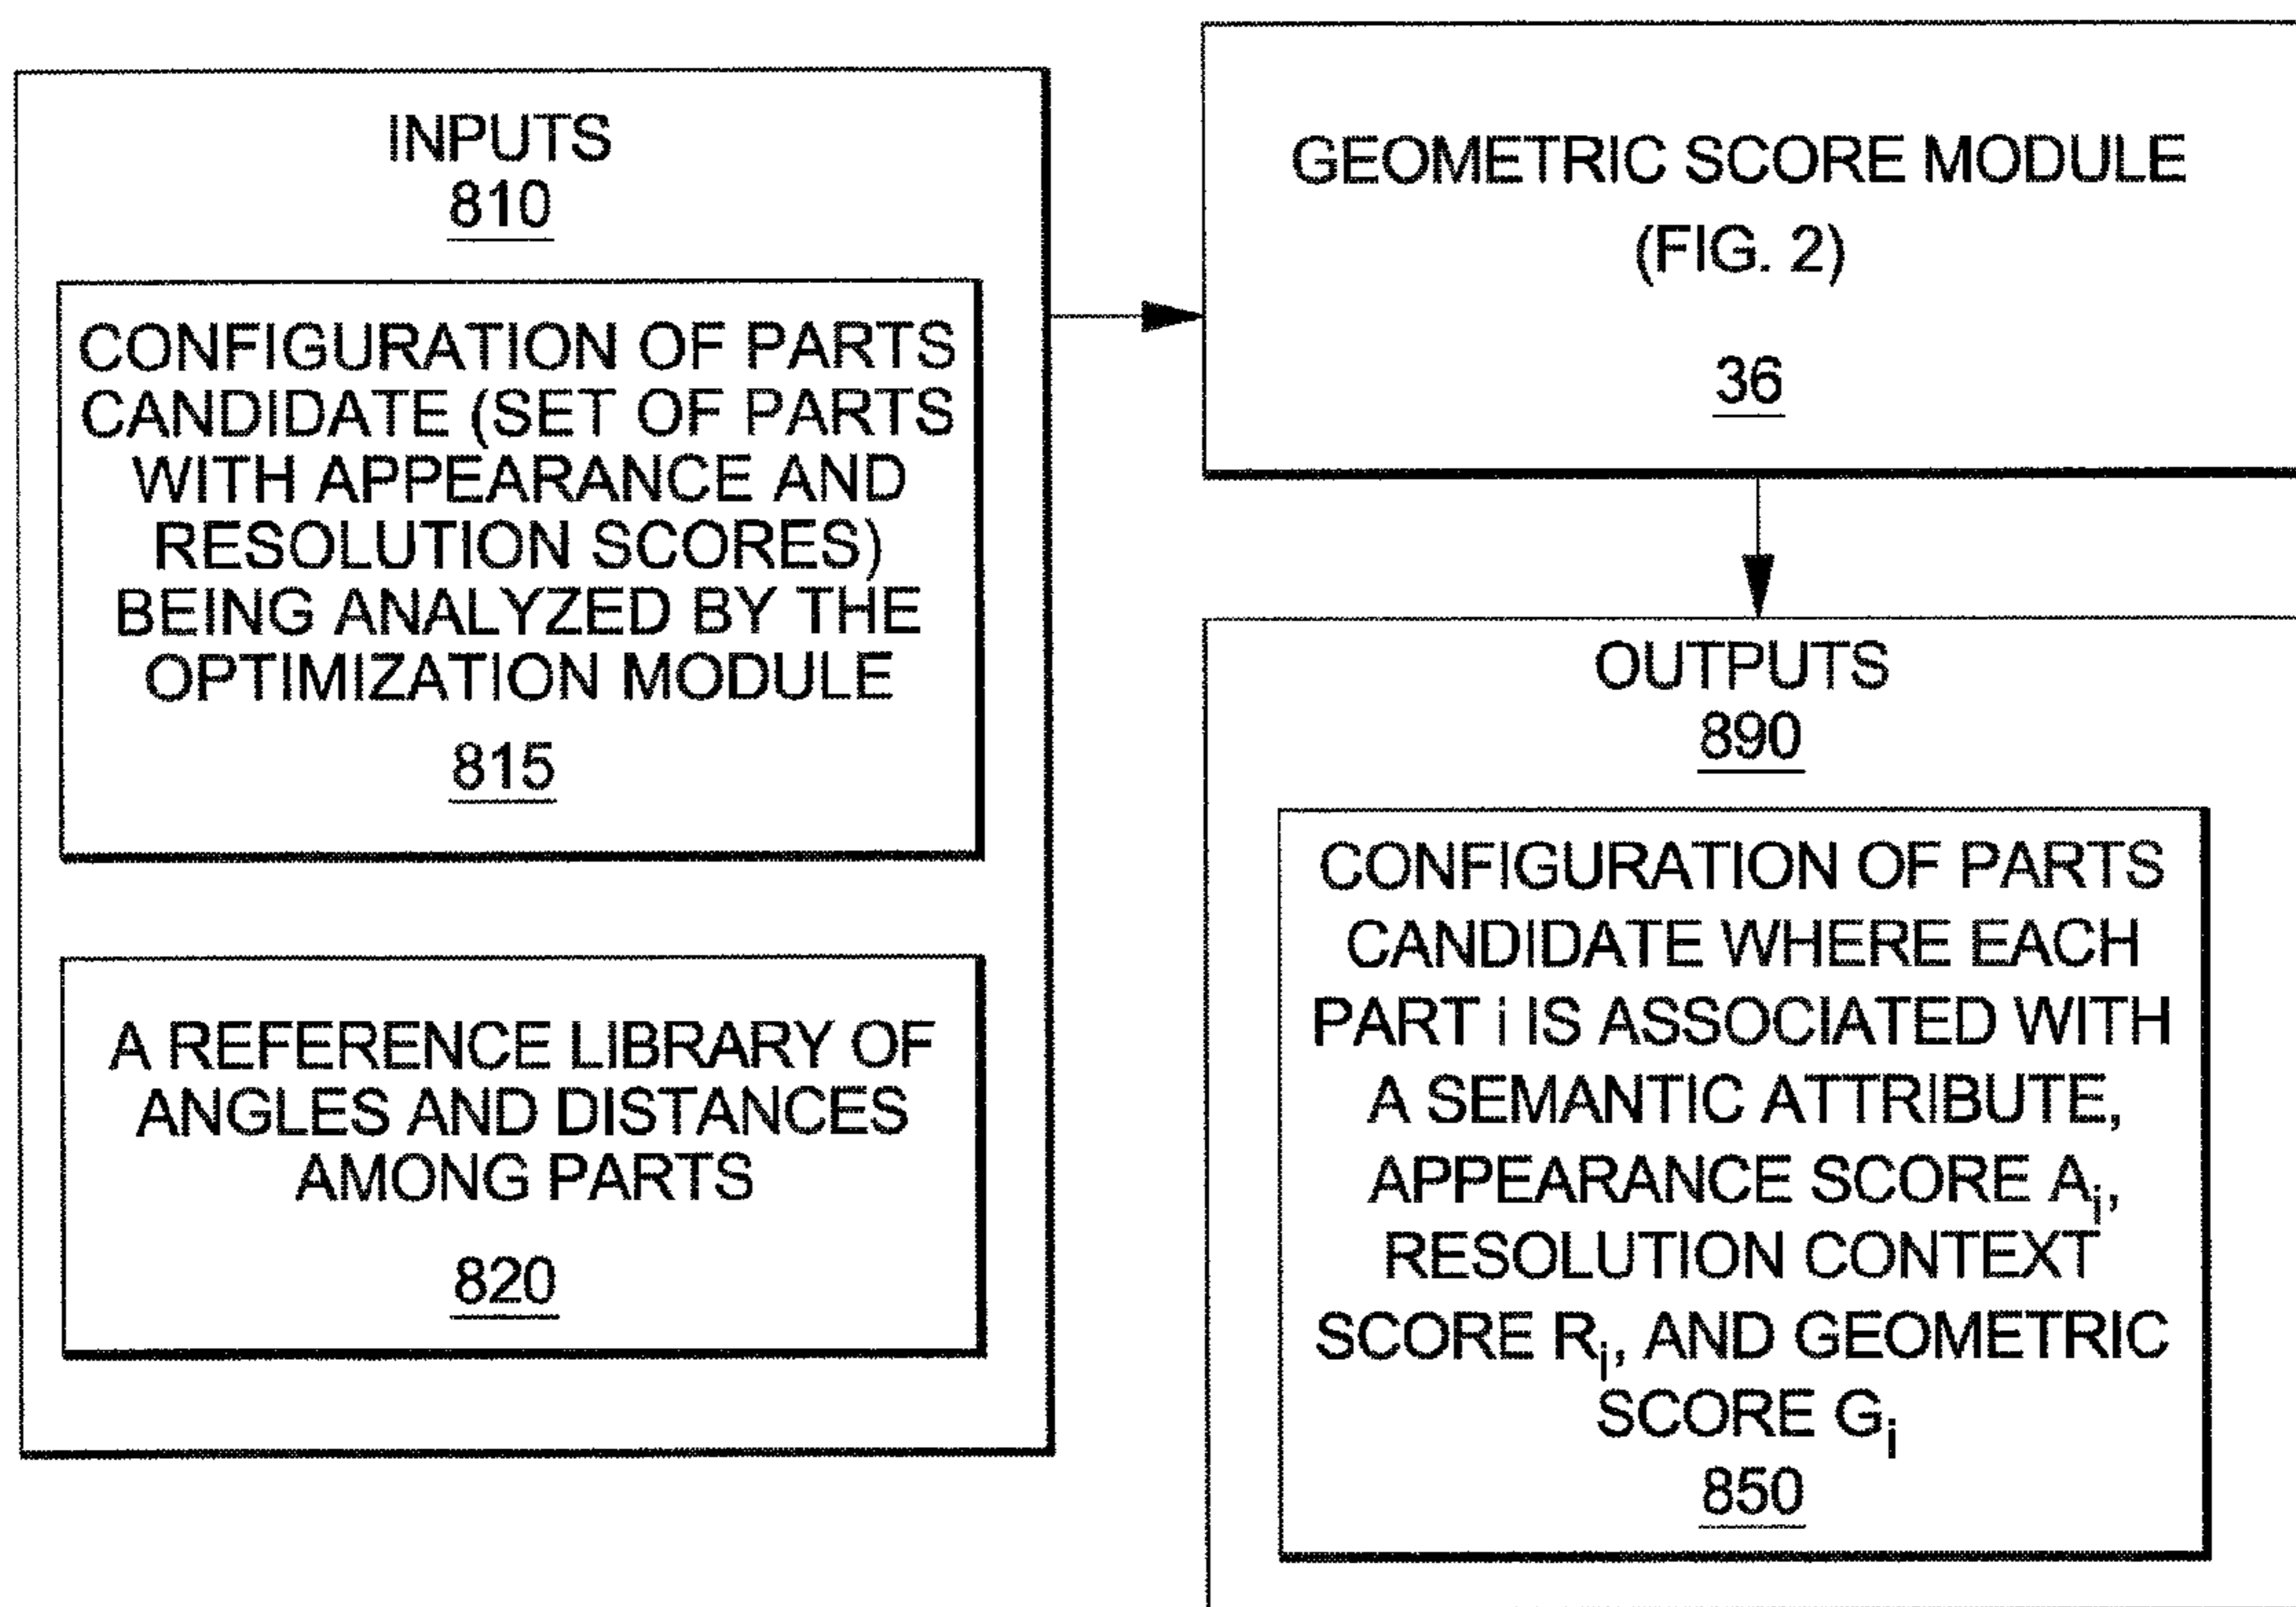 INPUTS
810
CONFIGURATION OF PARTS
CANDIDATE (SET OF PARTS
WITH APPEARANCE AND
RESOLUTION SCORES)
BEING ANALYZED BY THE
OPTIMIZATION MODULE
815
A REFERENCE LIBRARY OF
ANGLES AND DISTANCES
AMONG PARTS
820
GEOMETRIC SCORE MODULE
(FIG. 2)
36
OUTPUTS
890
CONFIGURATION OF PARTS
CANDIDATE WHERE EACH
PART i IS ASSOCIATED WITH
A SEMANTIC ATTRIBUTE,
APPEARANCE SCORE Ai,
RESOLUTION CONTEXT
SCORE Ri, AND GEOMETRIC
SCORE Gi
850